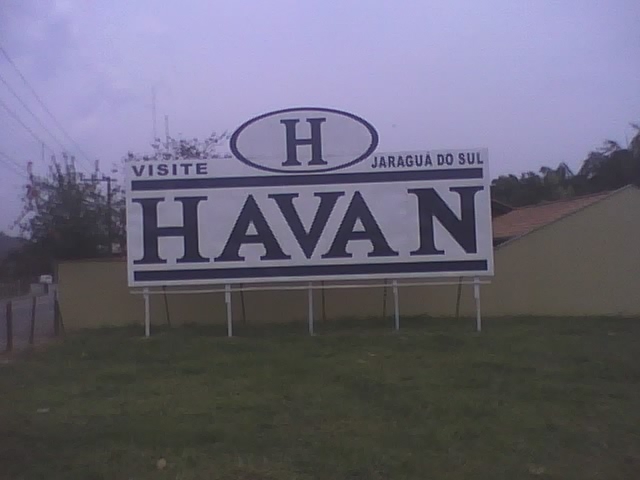 H
VISITE JARAGUÁ DO SUL
HAVAN